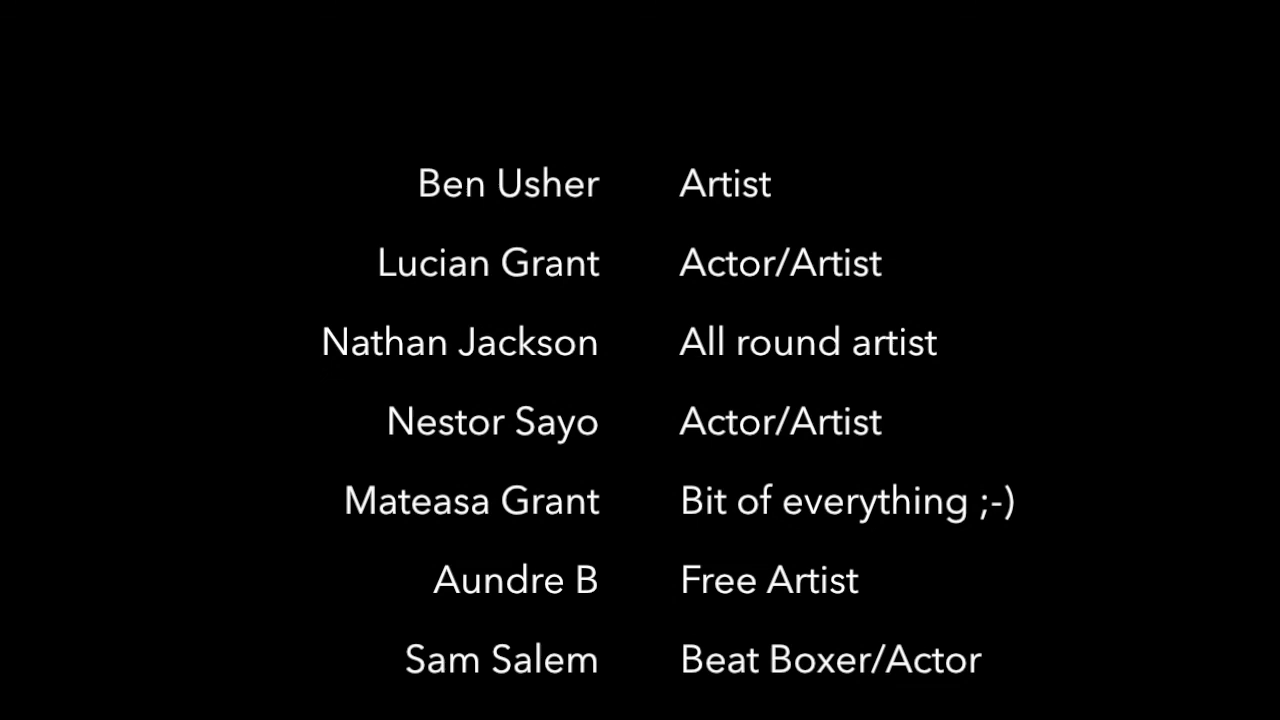 Ben Usher Artist
Lucian Grant Actor/Artist
Nathan Jackson All round artist
Nestor Sayo Actor/Artist
Mateasa Grant Bit of everything ;-)
Aundre B Free Artist
Sam Salem Beat Boxer/Actor